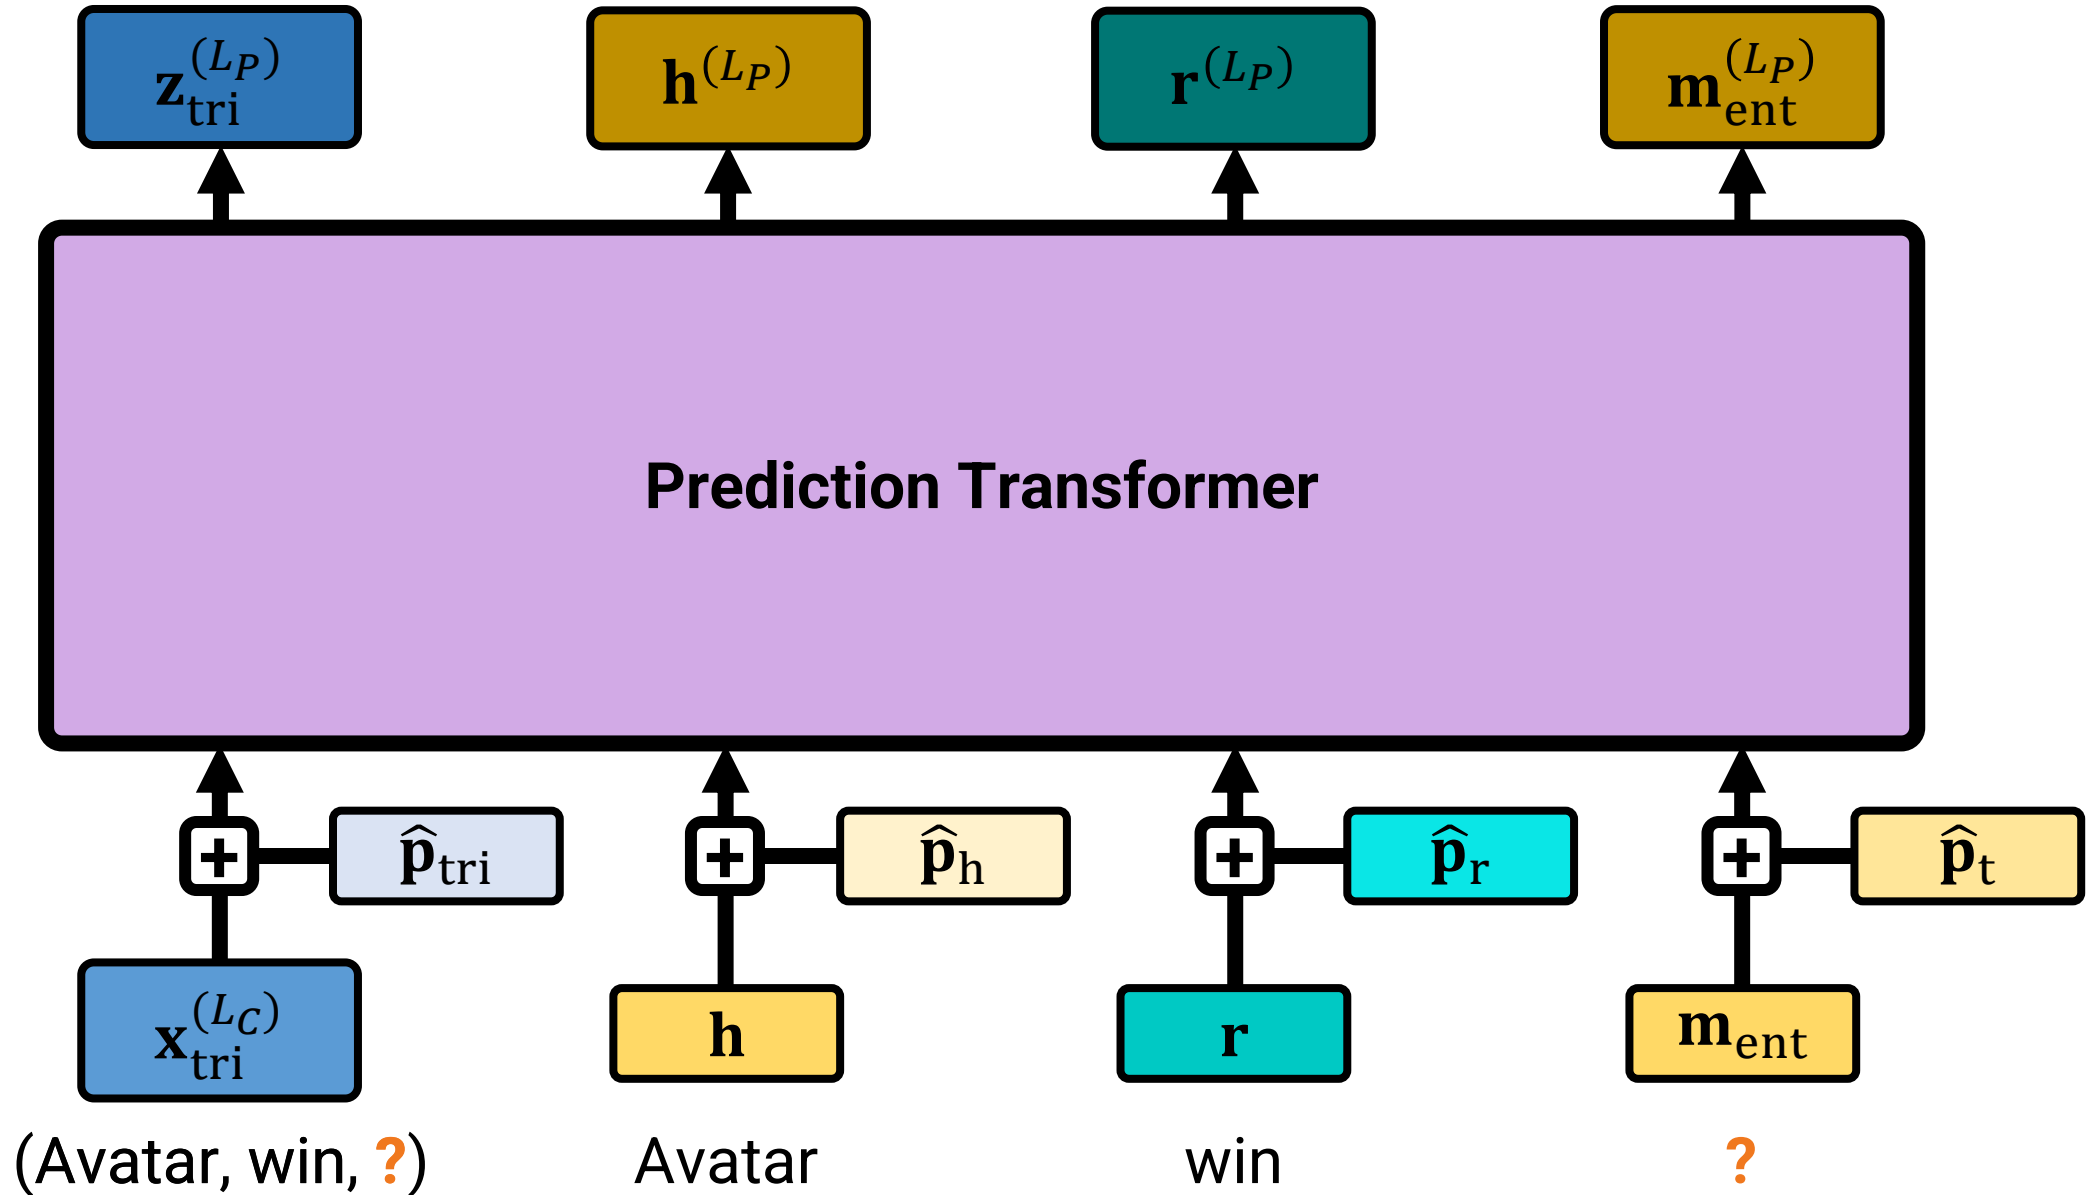 𝐳_tri^(L_P)
𝐡^(L_P)
𝐫^(L_P)
𝐦_ent^(L_P)
Prediction Transformer
+ 𝐩̂_tri
+ 𝐩̂_h
+ 𝐩̂_r
+ 𝐩̂_t
𝐱_tri^(L_C)
𝐡
𝐫
𝐦_ent
(Avatar, win, ?)
Avatar
win
?